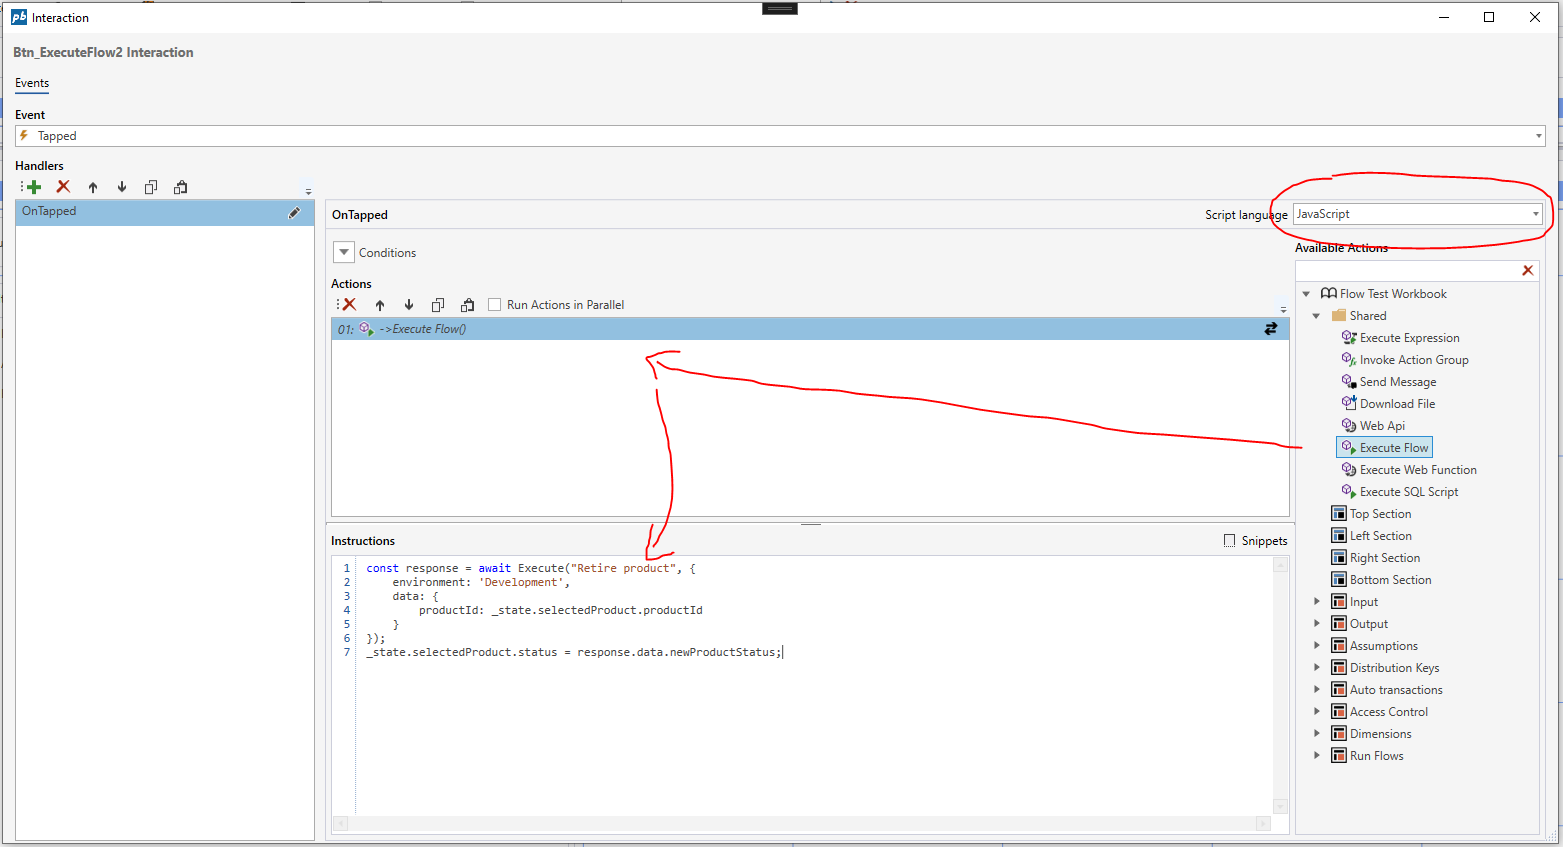 pb Interaction
Btn_ExecuteFlow2 Interaction
Events
Event
Tapped
Handlers
OnTapped
OnTapped
Script language
JavaScript
Conditions
Actions
Run Actions in Parallel
01: ->Execute Flow()
Available Actions
Flow Test Workbook
Shared
Execute Expression
Invoke Action Group
Send Message
Download File
Web Api
Execute Flow
Execute Web Function
Execute SQL Script
Top Section
Left Section
Right Section
Bottom Section
Input
Output
Assumptions
Distribution Keys
Auto transactions
Access Control
Dimensions
Run Flows
Instructions
Snippets
1 const response = await Execute("Retire product", {
2 environment: 'Development',
3 data: {
4 productId: _state.selectedProduct.productId
5 }
6 });
7 _state.selectedProduct.status = response.data.newProductStatus;